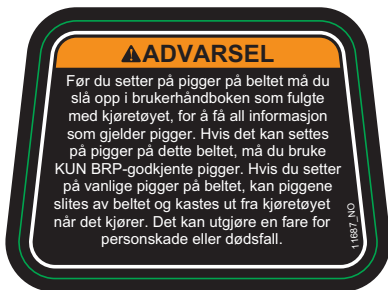 ⚠ADVARSEL
Før du setter på pigger på beltet må du
slå opp i brukerhåndboken som fulgte
med kjøretøyet, for å få all informasjon
som gjelder pigger. Hvis det kan settes
på pigger på dette beltet, må du bruke
KUN BRP-godkjente pigger. Hvis du setter
på vanlige pigger på beltet, kan piggene
slites av beltet og kastes ut fra kjøretøyet
når det kjører. Det kan utgjøre en fare for
personskade eller dødsfall.
11687_NO